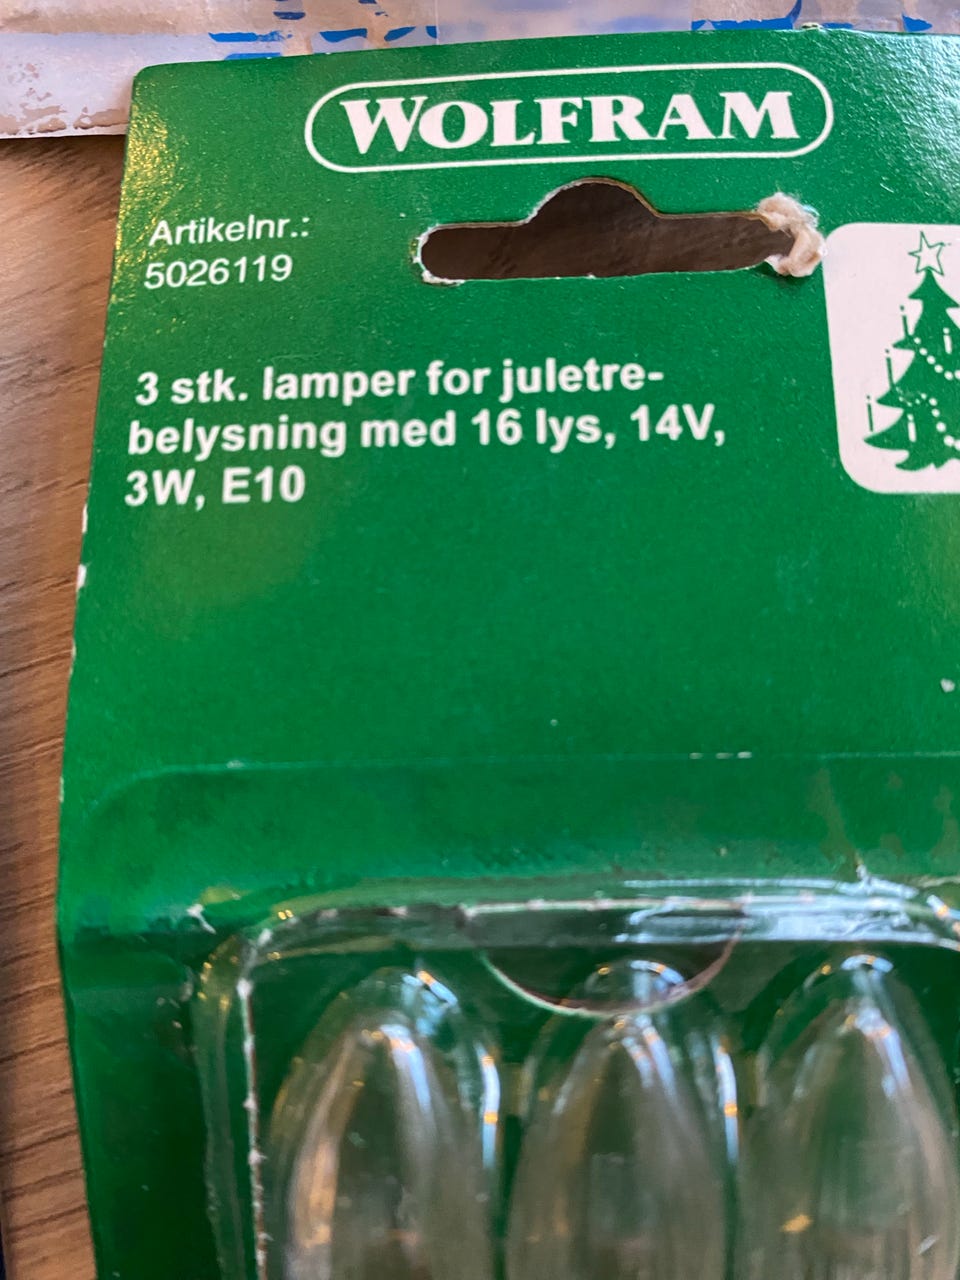 WOLFRAM
Artikelnr.:
5026119
3 stk. lamper for juletre-
belysning med 16 lys, 14V,
3W, E10